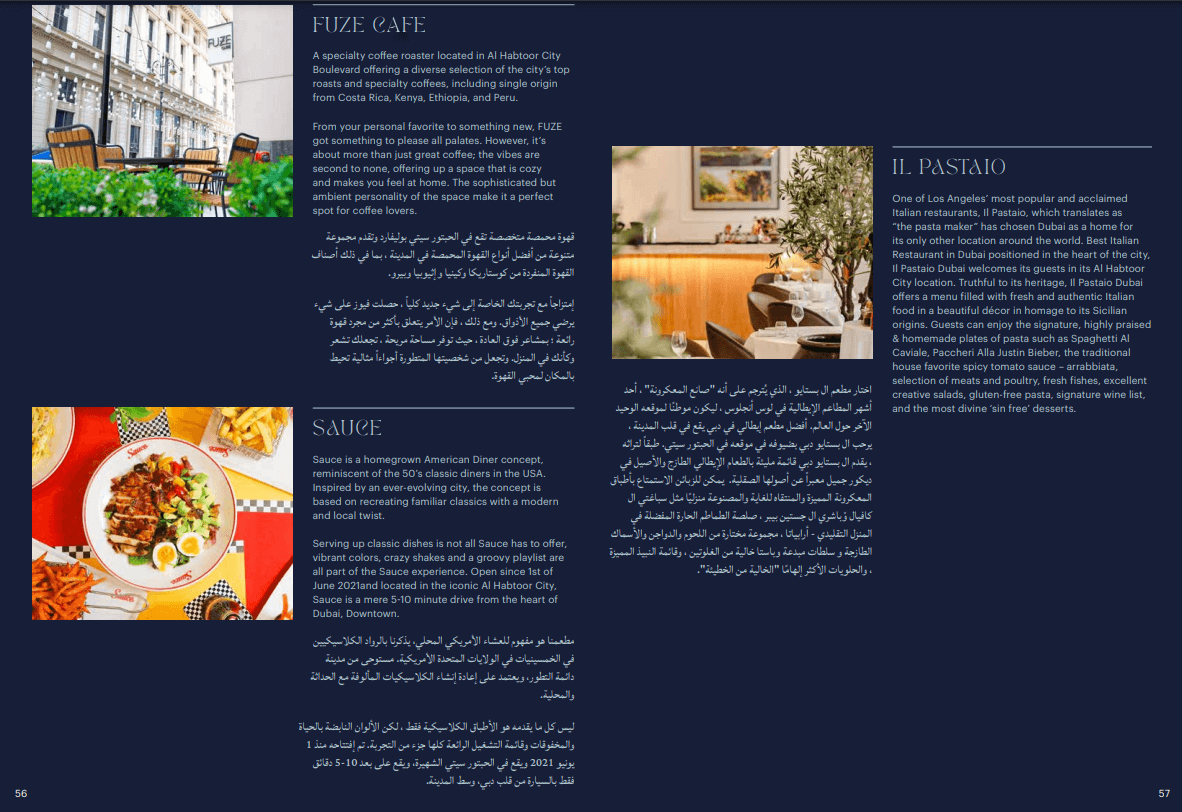 FUZE CAFE
A specialty coffee roaster located in Al Habtoor City
Boulevard offering a diverse selection of the city's top
roasts and specialty coffees, including single origin
from Costa Rica, Kenya, Ethiopia, and Peru.
From your personal favorite to something new, FUZE
got something to please all palates. However, it's
about more than just great coffee; the vibes are
second to none, offering up a space that is cozy
and makes you feel at home. The sophisticated but
ambient personality of the space make it a perfect
spot for coffee lovers.
قهوة محمصة متخصصة تقع في الحبتور سيتي بوليفارد وتقدم مجموعة
متنوعة من أفضل أنواع القهوة المحمصة في المدينة ، بما في ذلك أصناف
القهوة المنفردة من كوستاريكا وكينيا و إثيوبيا وبيرو.
إمتزاجاً مع تجربتك الخاصة إلى شيء جديد كلياً ، حصلت فيوز على شيء
يرضي جميع الأذواق. ومع ذلك ، فإن الأمر يتعلق بأكثر من مجرد قهوة
رائعة ؛ بمشاعر فوق العادة ، حيث توفر مساحة مريحة ، تجعلك تشعر
وكأنك في المنزل. وتجعل من شخصيتها المتطورة أجواءاً مثالية تحيط
بالمكان لمحبي القهوة.
FUZE
SAUCE
Sauce is a homegrown American Diner concept,
reminiscent of the 50's classic diners in the USA.
Inspired by an ever-evolving city, the concept is
based on recreating familiar classics with a modern
and local twist.
Serving up classic dishes is not all Sauce has to offer,
vibrant colors, crazy shakes and a groovy playlist are
all part of the Sauce experience. Open since 1st of
June 2021and located in the iconic Al Habtoor City,
Sauce is a mere 5-10 minute drive from the heart of
Dubai, Downtown.
مطعمنا هو مفهوم للعشاء الأمريكي المحلي، يذكرنا بالرواد الكلاسيكيين
في الخمسينيات في الولايات المتحدة الأمريكية. مستوحى من مدينة
دائمة التطور، ويعتمد على إعادة إنشاء الكلاسيكيات المألوفة مع الحداثة
والمحلية.
ليس كل ما يقدمه هو الأطباق الكلاسيكية فقط ، لكن الألوان النابضة بالحياة
والمخفوقات وقائمة التشغيل الرائعة كلها جزء من التجربة. تم إفتتاحه منذ 1
يونيو 2021 ويقع في الحبتور سيتي الشهيرة، ويقع على بعد 10-5 دقائق
فقط بالسيارة من قلب دبي، وسط المدينة.
Sauce
Sauce
Sauce
56
IL PASTAIO
One of Los Angeles' most popular and acclaimed
Italian restaurants, Il Pastaio, which translates as
"the pasta maker" has chosen Dubai as a home for
its only other location around the world. Best Italian
Restaurant in Dubai positioned in the heart of the city,
Il Pastaio Dubai welcomes its guests in its Al Habtoor
City location. Truthful to its heritage, Il Pastaio Dubai
offers a menu filled with fresh and authentic Italian
food in a beautiful décor in homage to its Sicilian
origins. Guests can enjoy the signature, highly praised
& homemade plates of pasta such as Spaghetti Al
Caviale, Paccheri Alla Justin Bieber, the traditional
house favorite spicy tomato sauce – arrabbiata,
selection of meats and poultry, fresh fishes, excellent
creative salads, gluten-free pasta, signature wine list,
and the most divine 'sin free' desserts.
اختار مطعم ال بستايو ، الذي يُترجم على أنه "صانع المعكرونة" ، أحد
أشهر المطاعم الإيطالية في لوس أنجلوس ، ليكون موطنًا لموقعه الوحيد
الآخر حول العالم. أفضل مطعم إيطالي في دبي يقع في قلب المدينة ،
يرحب ال بستايو دبي بضيوفه في موقعه في الحبتور سيتي. طبقاً لتراثه
، يقدم ال بستايو دبي قائمة مليئة بالطعام الإيطالي الطازج والأصيل في
ديكور جميل معبراً عن أصولها الصقلية. يمكن للزبائن الاستمتاع بأطباق
المعكرونة المميزة والمنتقاه للغاية والمصنوعة منزليًا مثل سباغتي ال
كافيال وُباشري ال جستين بيبر ، صلصة الطماطم الحارة المفضلة في
المنزل التقليدي - أرابياتا ، مجموعة مختارة من اللحوم والدواجن والأسماك
الطازجة و سلطات مبدعة وباستا خالية من الغلوتين ، وقائمة النبيذ المميزة
، والحلويات الأكثر إلهامًا "الخالية من الخطيئة".
57